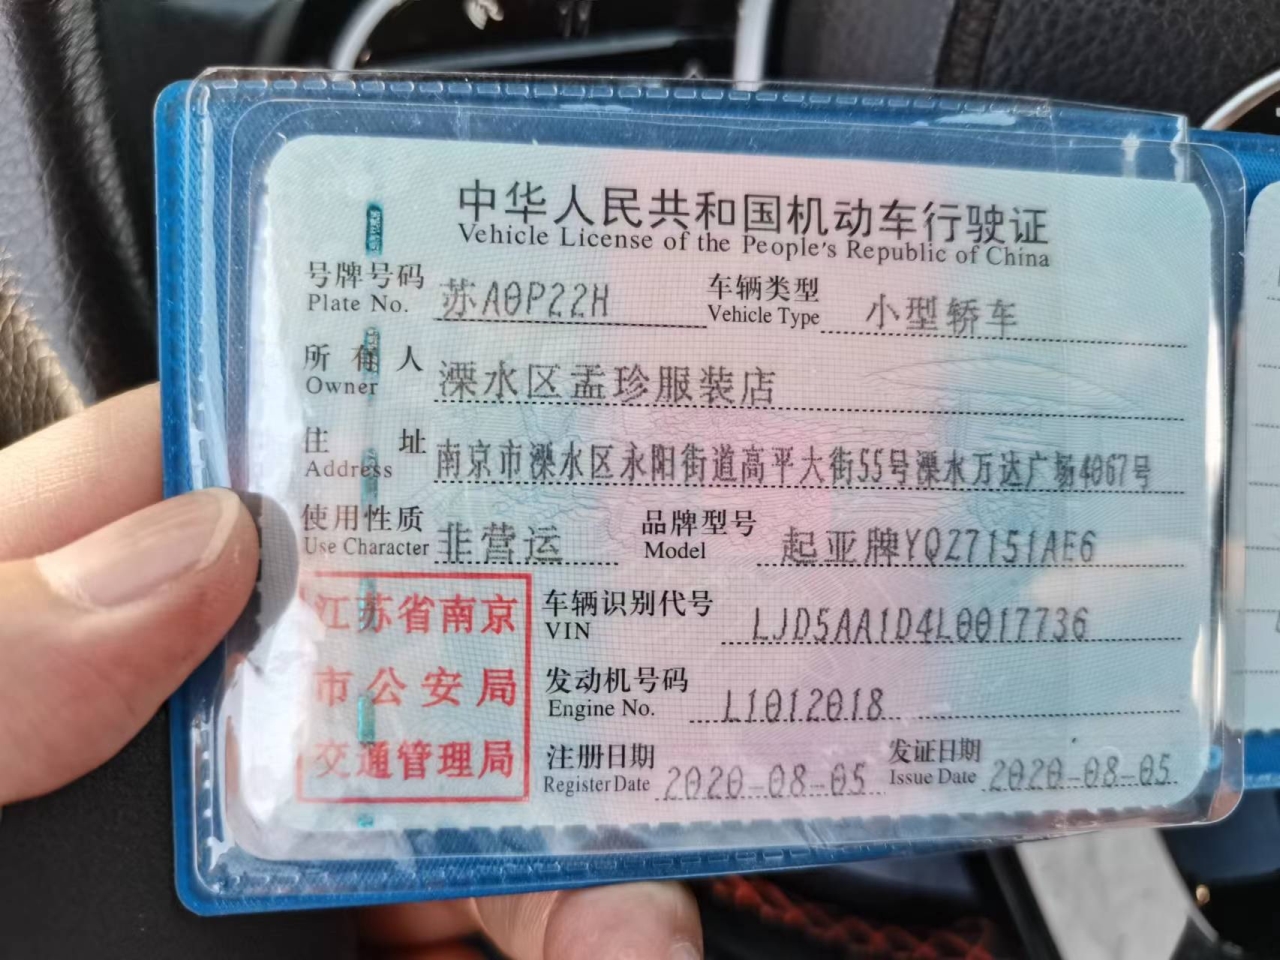 中华人民共和国机动车行驶证
Vehicle License of the People's Republic of China
号牌号码 苏A0P22H 车辆类型 小型轿车
Plate No. Vehicle Type
所有人 溧水区孟珍服装店
Owner
住址 南京市溧水区永阳街道高平大街55号溧水万达广场4067号
Address
使用性质 非营运 品牌型号 起亚牌YQZ7151AE6
Use Character Model
江苏省南京
市公安局
交通管理局
车辆识别代号 LJD5AA1D4L0017736
VIN
发动机号码 L1012018
Engine No.
注册日期 2020-08-05 发证日期 2020-08-05
Register Date Issue Date